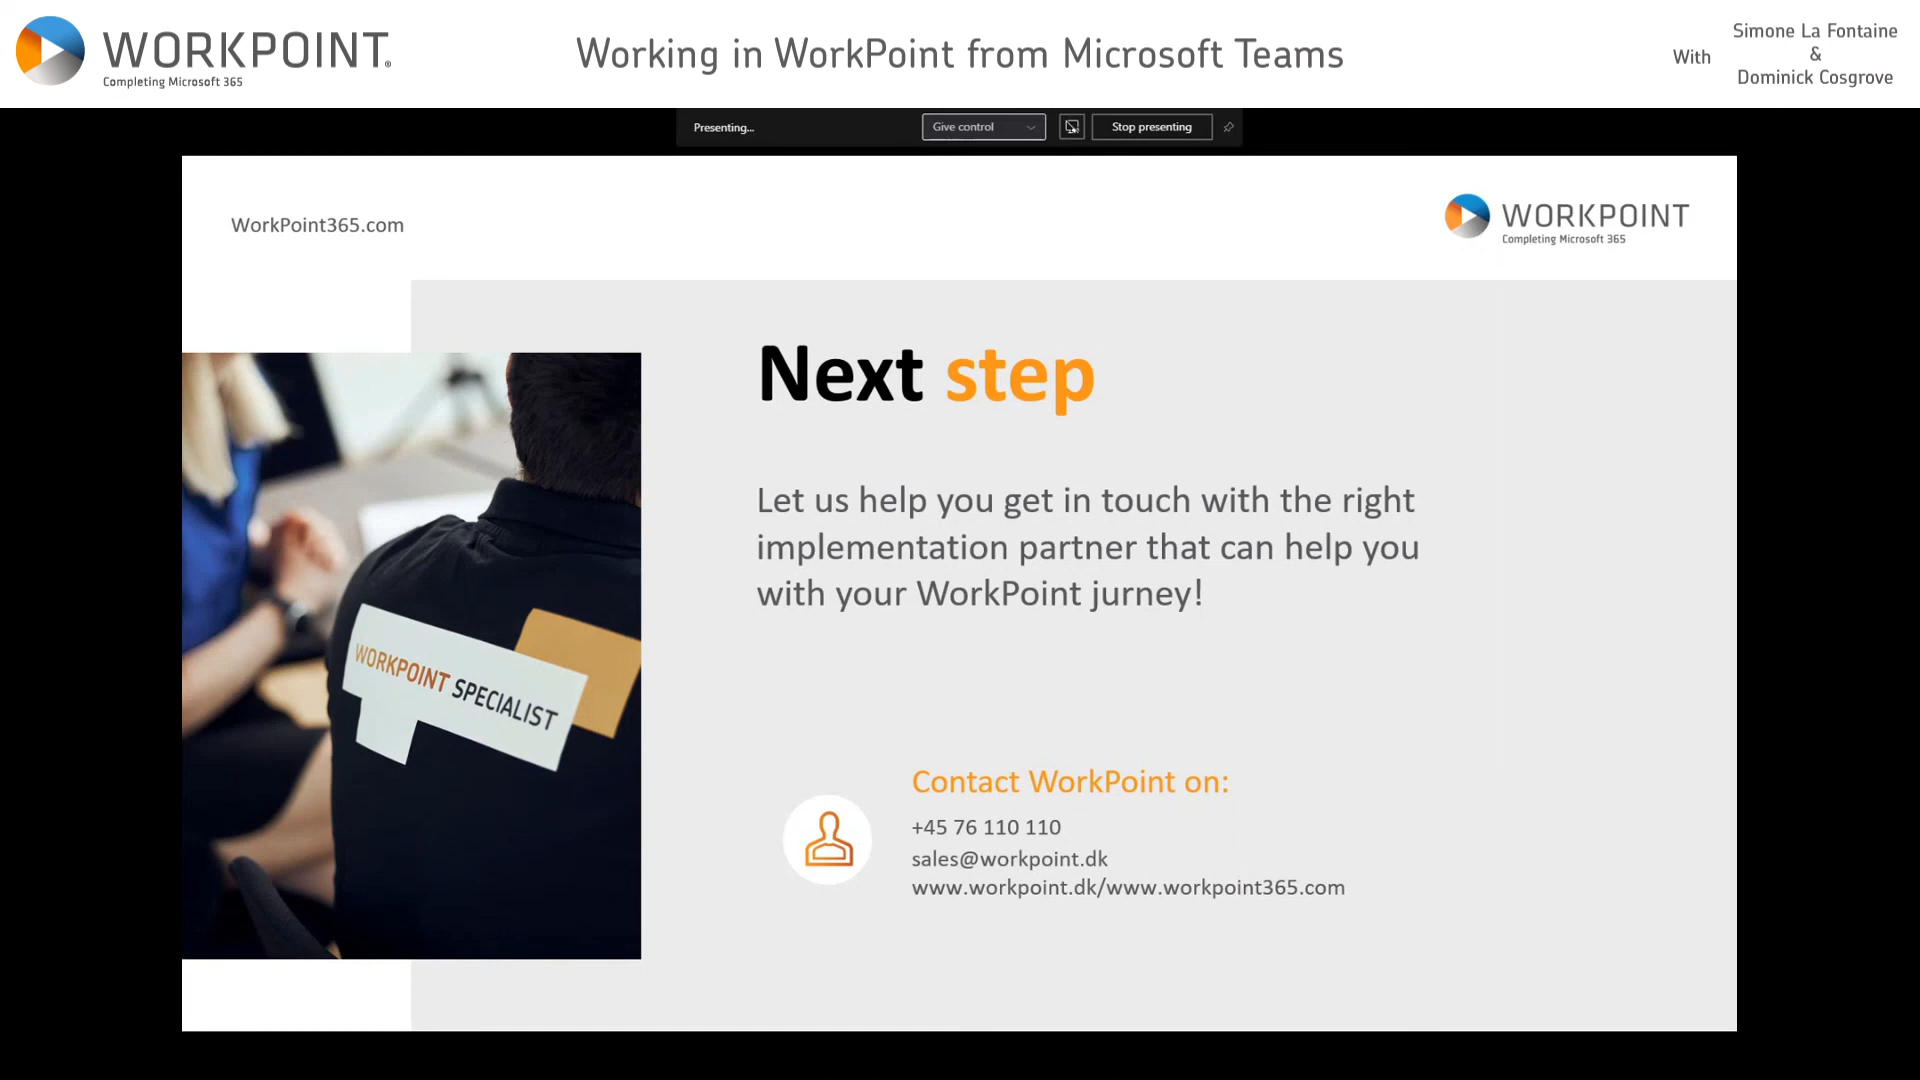 WORKPOINT®
Completing Microsoft 365
Working in WorkPoint from Microsoft Teams
With
Simone La Fontaine
&
Dominick Cosgrove
Presenting...
Give control
Stop presenting
WorkPoint365.com
WORKPOINT
Completing Microsoft 365
Next step
Let us help you get in touch with the right
implementation partner that can help you
with your WorkPoint jurney!
WORKPOINT SPECIALIST
Contact WorkPoint on:
+45 76 110 110
sales@workpoint.dk
www.workpoint.dk/www.workpoint365.com